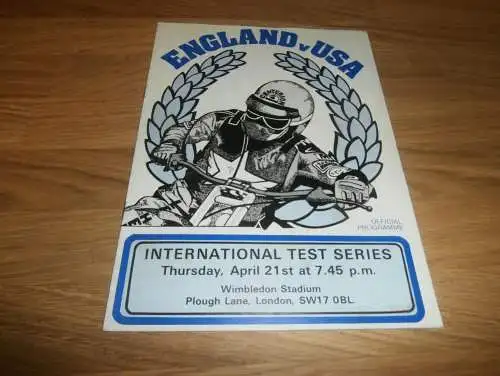 ENGLAND v USA
OFFICIAL
PROGRAMME
INTERNATIONAL TEST SERIES
Thursday, April 21st at 7.45 p.m.
Wimbledon Stadium
Plough Lane, London, SW17 0BL